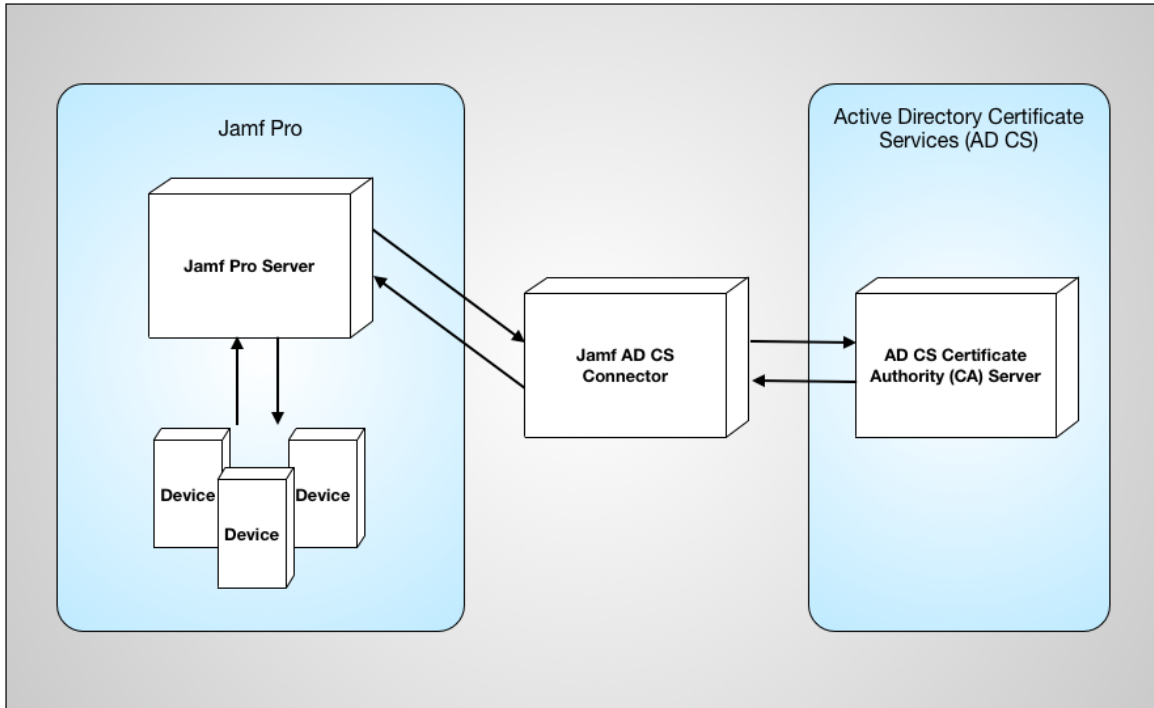 Jamf Pro
Jamf Pro Server
Device
Device
Device
Jamf AD CS
Connector
Active Directory Certificate
Services (AD CS)
AD CS Certificate
Authority (CA) Server